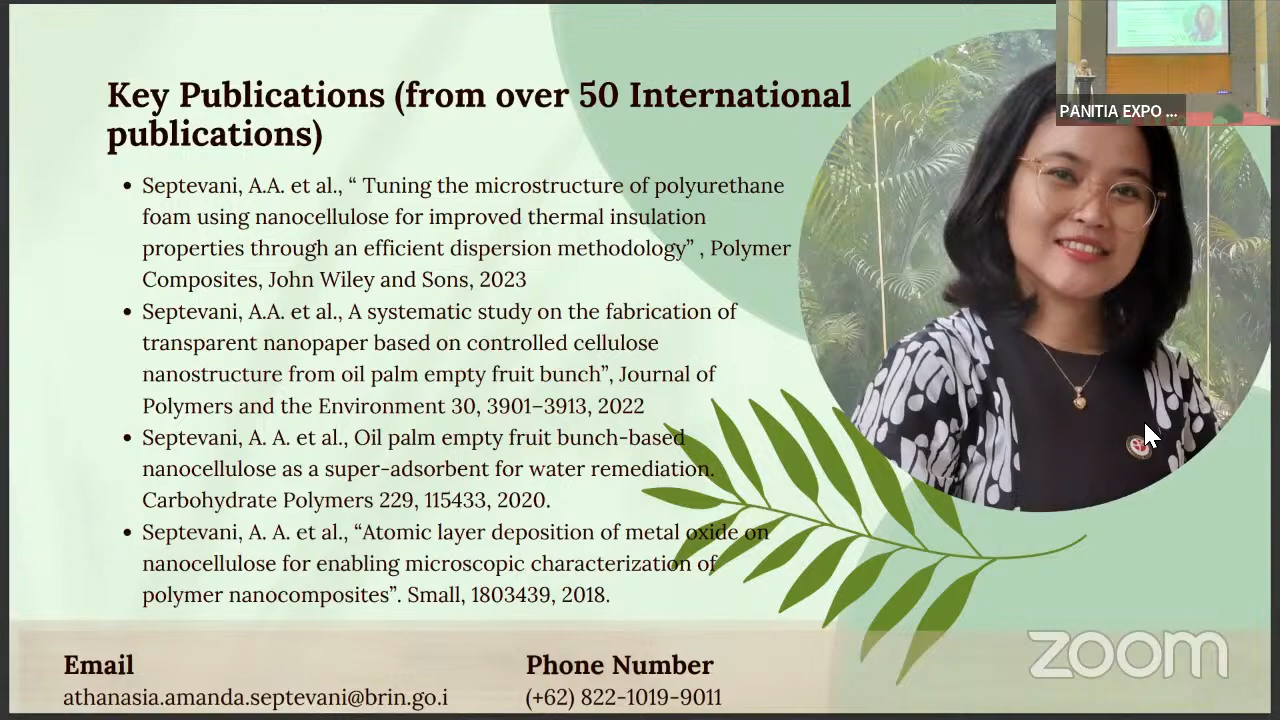 PANITIA EXPO ...
Key Publications (from over 50 International
publications)
• Septevani, A.A. et al., “ Tuning the microstructure of polyurethane
foam using nanocellulose for improved thermal insulation
properties through an efficient dispersion methodology” , Polymer
Composites, John Wiley and Sons, 2023
• Septevani, A.A. et al., A systematic study on the fabrication of
transparent nanopaper based on controlled cellulose
nanostructure from oil palm empty fruit bunch”, Journal of
Polymers and the Environment 30, 3901–3913, 2022
• Septevani, A. A. et al., Oil palm empty fruit bunch-based
nanocellulose as a super-adsorbent for water remediation.
Carbohydrate Polymers 229, 115433, 2020.
• Septevani, A. A. et al., “Atomic layer deposition of metal oxide on
nanocellulose for enabling microscopic characterization of
polymer nanocomposites”. Small, 1803439, 2018.
Email
athanasia.amanda.septevani@brin.go.i
Phone Number
(+62) 822-1019-9011
zoom